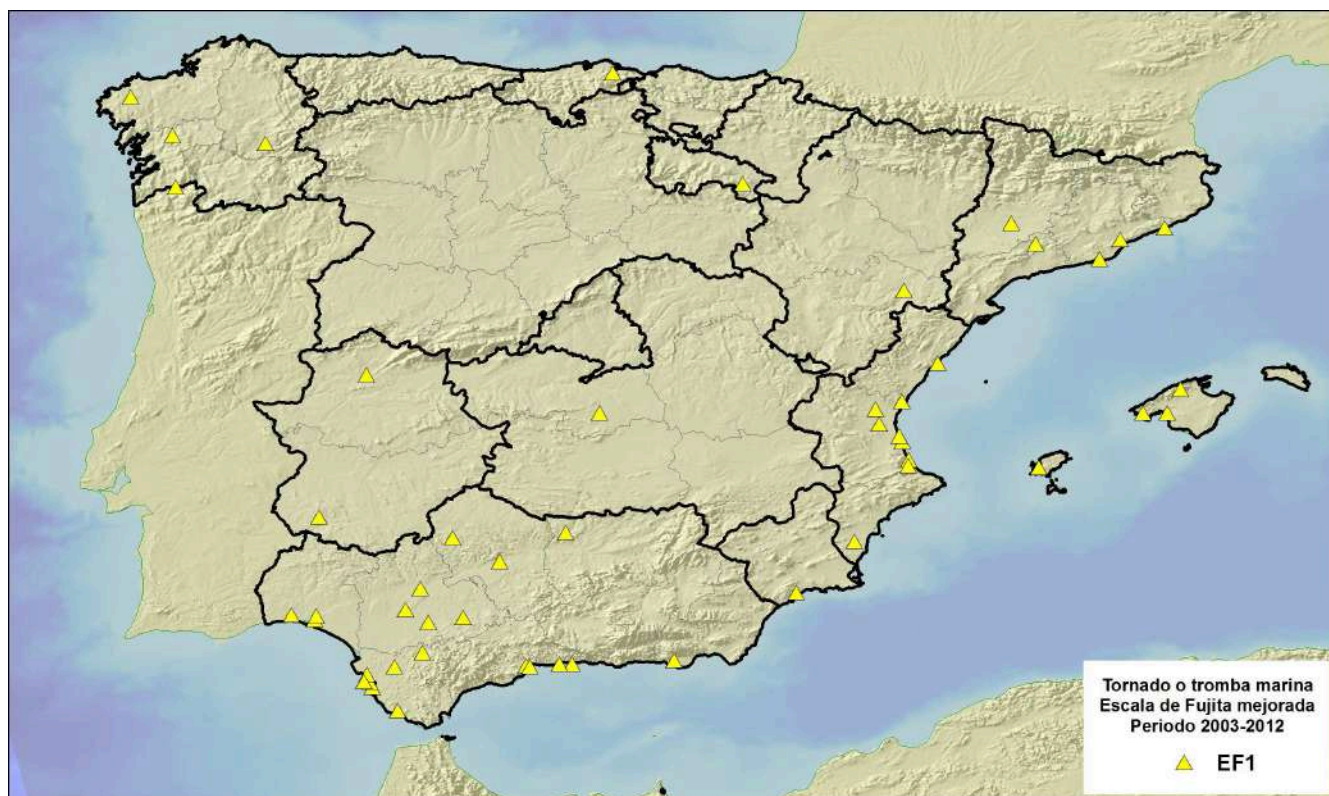 Tornado o tromba marina
Escala de Fujita mejorada
Periodo 2003-2012
EF1